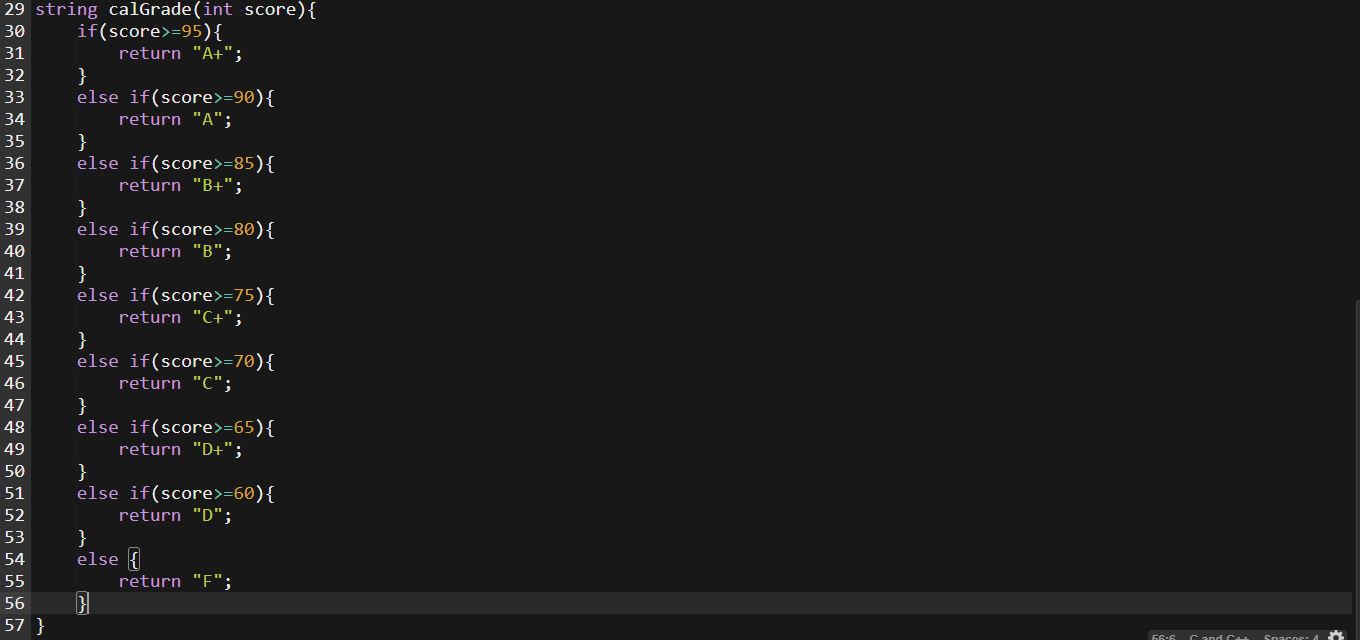 29 string calGrade(int score){
30     if(score>=95){
31         return "A+";
32     }
33     else if(score>=90){
34         return "A";
35     }
36     else if(score>=85){
37         return "B+";
38     }
39     else if(score>=80){
40         return "B";
41     }
42     else if(score>=75){
43         return "C+";
44     }
45     else if(score>=70){
46         return "C";
47     }
48     else if(score>=65){
49         return "D+";
50     }
51     else if(score>=60){
52         return "D";
53     }
54     else {
55         return "F";
56     }
57 }
56:6 C and C++ Spaces: 4